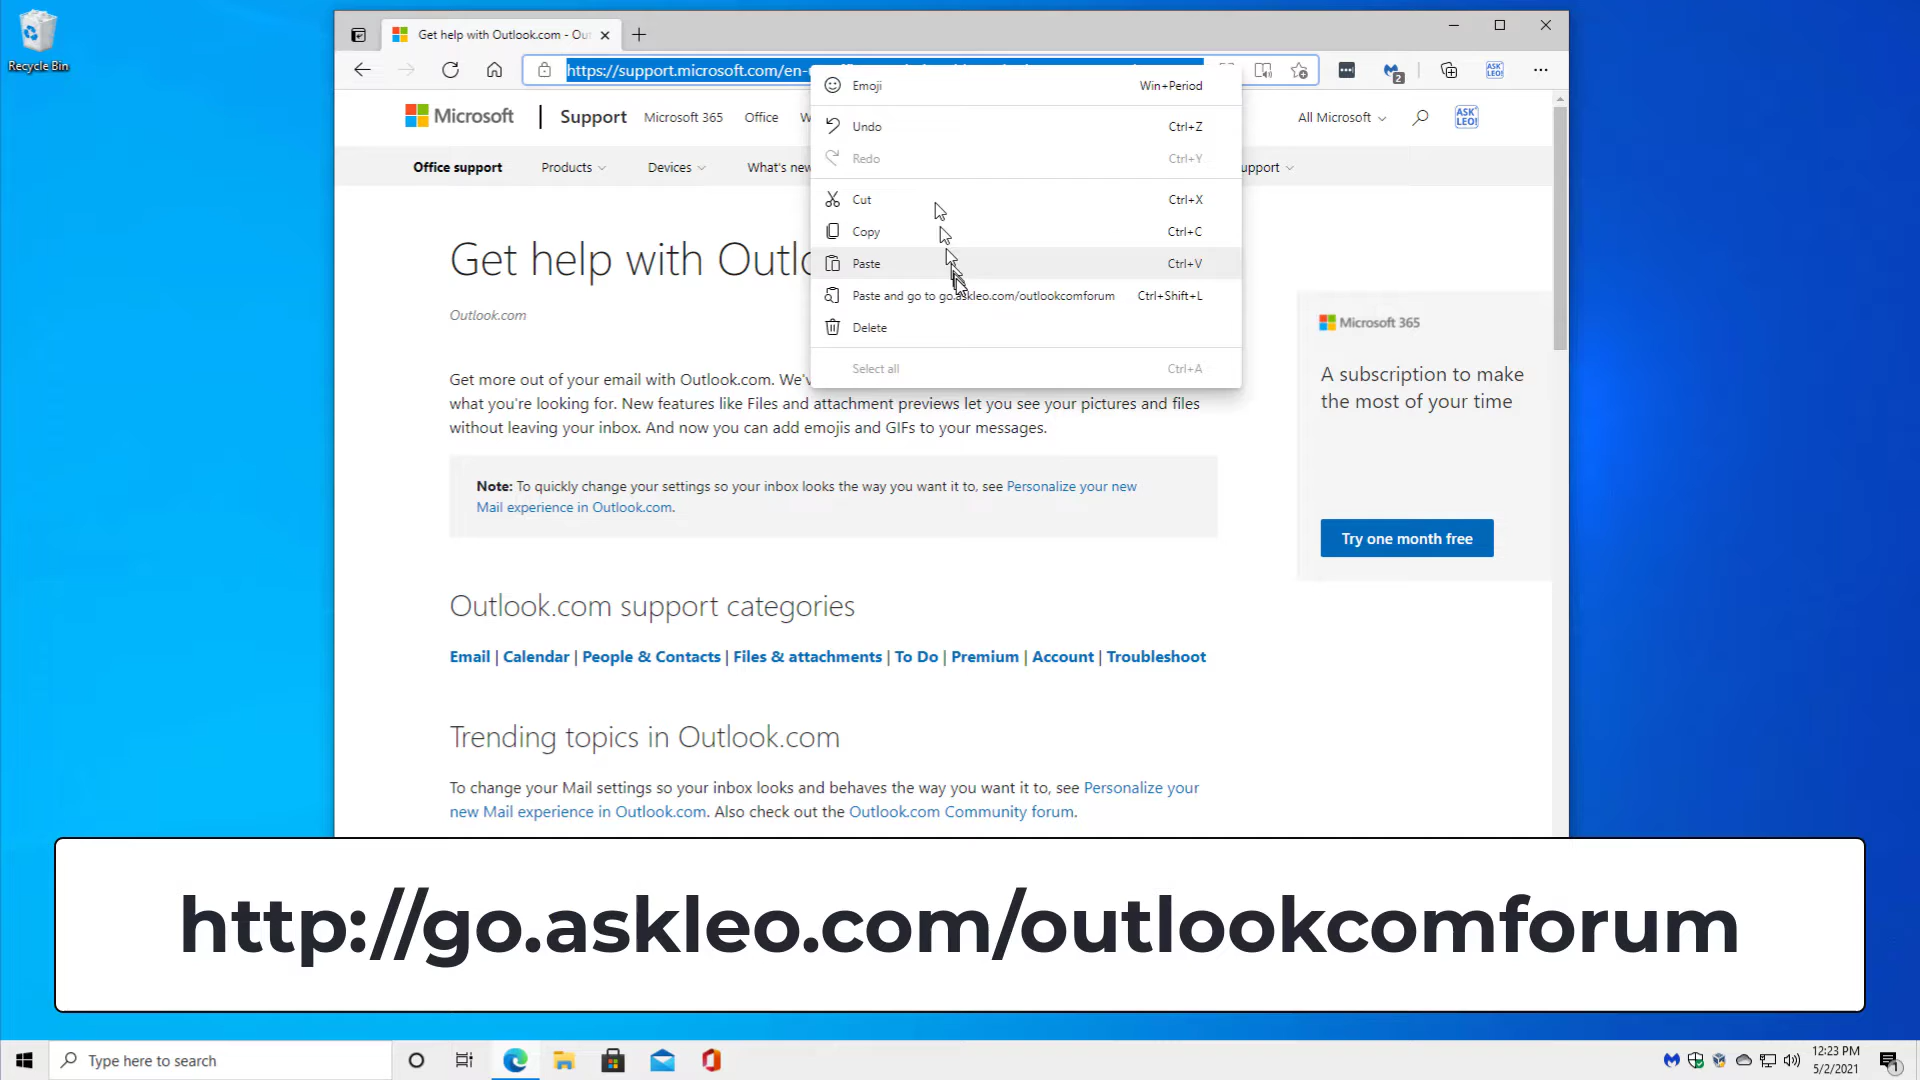 Recycle Bin
Get help with Outlook.com - Ou
https://support.microsoft.com/en-
2
ASK LEO!
Emoji Win+Period
Undo Ctrl+Z
Redo Ctrl+Y
Cut Ctrl+X
Copy Ctrl+C
Paste Ctrl+V
Paste and go to go.askleo.com/outlookcomforum Ctrl+Shift+L
Delete
Select all Ctrl+A
Microsoft Support Microsoft 365 Office W All Microsoft
ASK LEO!
Office support Products Devices What's new upport
Get help with Outlo
Outlook.com
Get more out of your email with Outlook.com. We'v
what you're looking for. New features like Files and attachment previews let you see your pictures and files
without leaving your inbox. And now you can add emojis and GIFs to your messages.
Note: To quickly change your settings so your inbox looks the way you want it to, see Personalize your new
Mail experience in Outlook.com.
Microsoft 365
A subscription to make
the most of your time
Try one month free
Outlook.com support categories
Email | Calendar | People & Contacts | Files & attachments | To Do | Premium | Account | Troubleshoot
Trending topics in Outlook.com
To change your Mail settings so your inbox looks and behaves the way you want it to, see Personalize your
new Mail experience in Outlook.com. Also check out the Outlook.com Community forum.
http://go.askleo.com/outlookcomforum
Type here to search
12:23 PM
5/2/2021
1